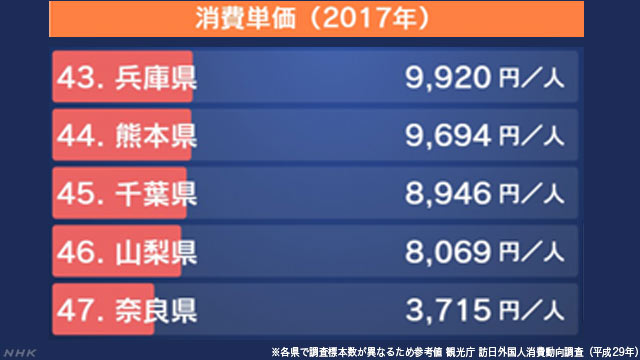 消費単価（2017年）
43. 兵庫県 9,920 円／人
44. 熊本県 9,694 円／人
45. 千葉県 8,946 円／人
46. 山梨県 8,069 円／人
47. 奈良県 3,715 円／人
NHK ※各県で調査標本数が異なるため参考値 観光庁 訪日外国人消費動向調査（平成29年）